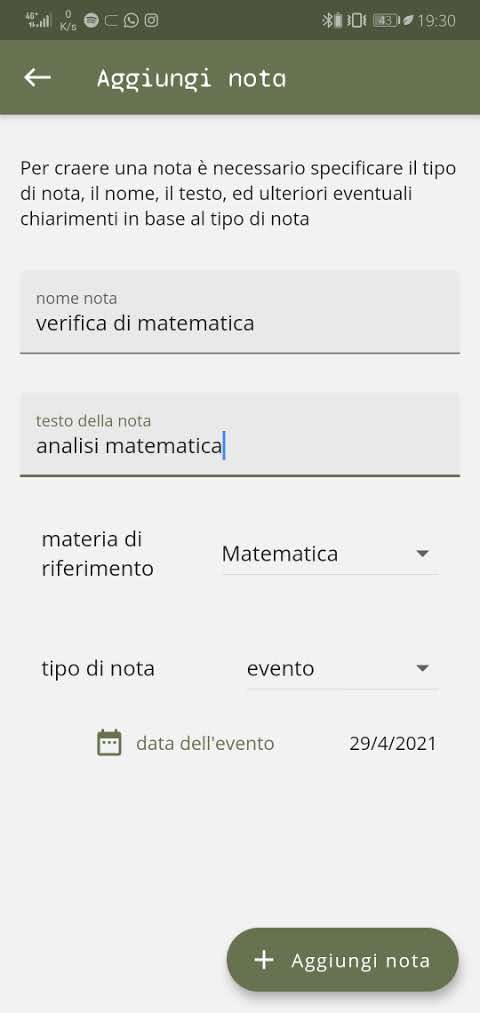 4G+
0
K/s
43
19:30
Aggiungi nota
Per craere una nota è necessario specificare il tipo
di nota, il nome, il testo, ed ulteriori eventuali
chiarimenti in base al tipo di nota
nome nota
verifica di matematica
testo della nota
analisi matematica
materia di
riferimento
Matematica
tipo di nota
evento
data dell'evento
29/4/2021
+ Aggiungi nota